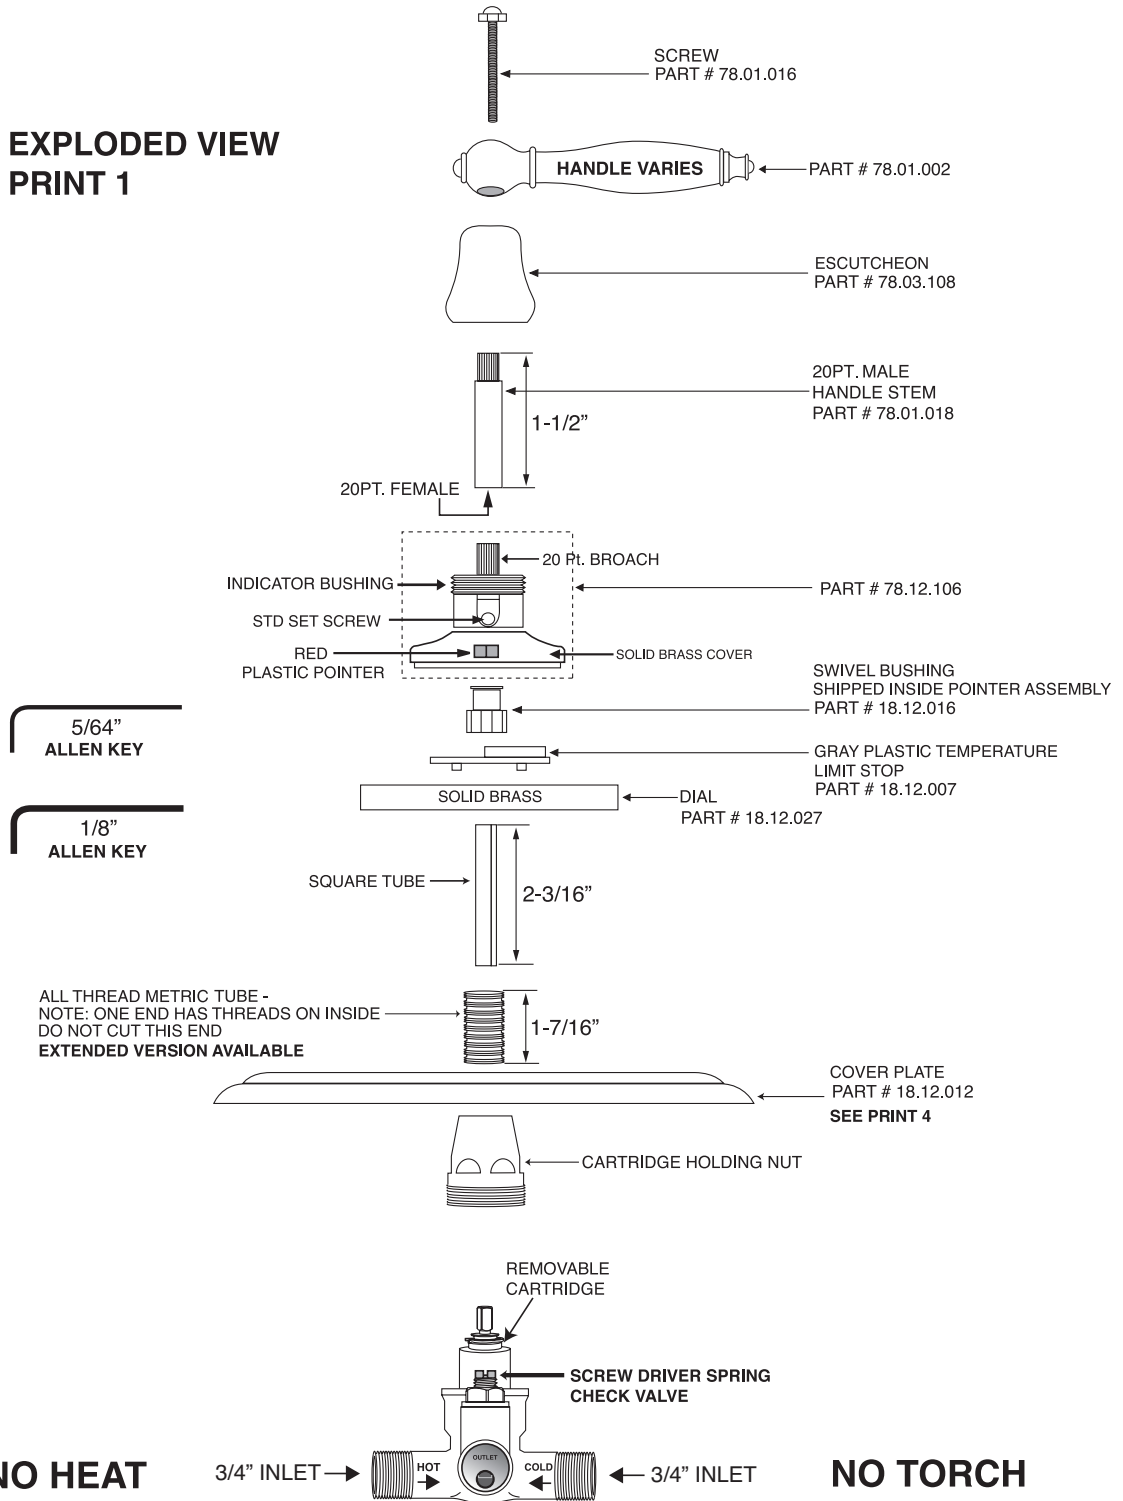 SCREW
PART # 78.01.016
EXPLODED VIEW
PRINT 1
HANDLE VARIES
PART # 78.01.002
ESCUTCHEON
PART # 78.03.108
20PT. MALE
HANDLE STEM
PART # 78.01.018
1-1/2”
20PT. FEMALE
20 Pt. BROACH
INDICATOR BUSHING
PART # 78.12.106
STD SET SCREW
RED
PLASTIC POINTER
SOLID BRASS COVER
SWIVEL BUSHING
SHIPPED INSIDE POINTER ASSEMBLY
PART # 18.12.016
5/64”
ALLEN KEY
GRAY PLASTIC TEMPERATURE
LIMIT STOP
PART # 18.12.007
SOLID BRASS
DIAL
PART # 18.12.027
1/8”
ALLEN KEY
SQUARE TUBE
2-3/16”
ALL THREAD METRIC TUBE -
NOTE: ONE END HAS THREADS ON INSIDE
DO NOT CUT THIS END
EXTENDED VERSION AVAILABLE
1-7/16”
COVER PLATE
PART # 18.12.012
SEE PRINT 4
CARTRIDGE HOLDING NUT
REMOVABLE
CARTRIDGE
SCREW DRIVER SPRING
CHECK VALVE
NO HEAT
3/4” INLET
HOT
OUTLET
COLD
3/4” INLET
NO TORCH